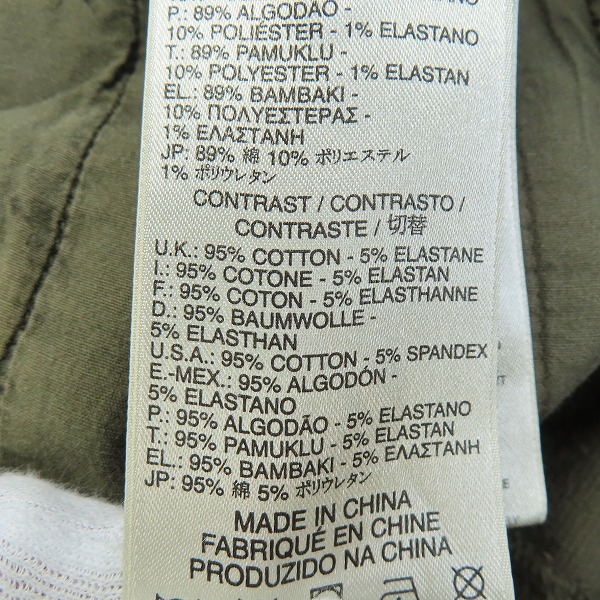 P.: 89% ALGODÃO -
10% POLIÉSTER - 1% ELASTANO
T.: 89% PAMUKLU -
10% POLYESTER - 1% ELASTAN
EL.: 89% BAMBAKI -
10% ΠΟΛΥΕΣΤΕΡΑΣ -
1% ΕΛΑΣΤΑΝΗ
JP: 89% 綿 10% ポリエステル
1% ポリウレタン
CONTRAST / CONTRASTO /
CONTRASTE / 切替
U.K.: 95% COTTON - 5% ELASTANE
I.: 95% COTONE - 5% ELASTAN
F.: 95% COTON - 5% ELASTHANNE
D.: 95% BAUMWOLLE -
5% ELASTHAN
U.S.A.: 95% COTTON - 5% SPANDEX
E.-MEX.: 95% ALGODÓN -
5% ELASTANO
P.: 95% ALGODÃO - 5% ELASTANO
T.: 95% PAMUKLU - 5% ELASTAN
EL.: 95% BAMBAKI - 5% ΕΛΑΣΤΑΝΗ
JP: 95% 綿 5% ポリウレタン
MADE IN CHINA
FABRIQUÉ EN CHINE
PRODUZIDO NA CHINA